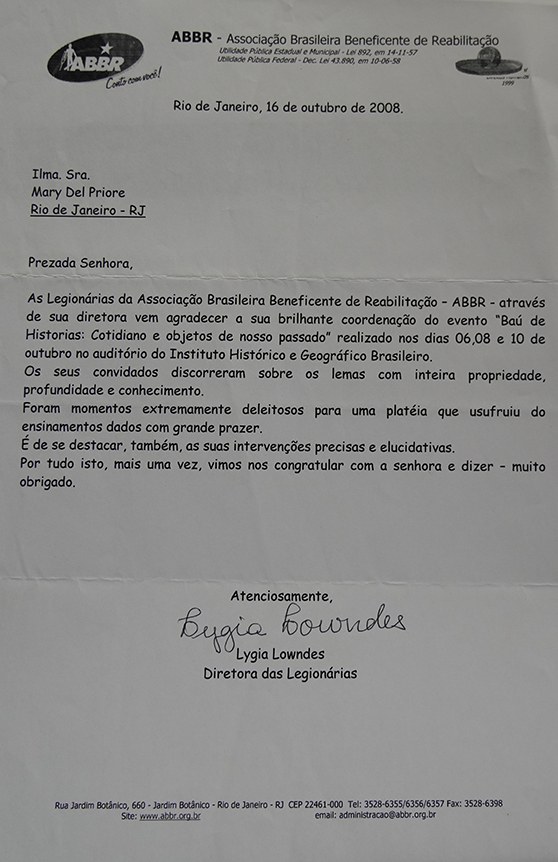 ABBR
Conto com você!
ABBR - Associação Brasileira Beneficente de Reabilitação
Utilidade Pública Estadual e Municipal - Lei 892, em 14-11-57
Utilidade Pública Federal - Dec. Lei 43.890, em 10-06-58
1999
Rio de Janeiro, 16 de outubro de 2008.
Ilma. Sra.
Mary Del Priore
Rio de Janeiro - RJ
Prezada Senhora,
As Legionárias da Associação Brasileira Beneficente de Reabilitação – ABBR - através
de sua diretora vem agradecer a sua brilhante coordenação do evento “Baú de
Historias: Cotidiano e objetos de nosso passado” realizado nos dias 06,08 e 10 de
outubro no auditório do Instituto Histórico e Geográfico Brasileiro.
Os seus convidados discorreram sobre os lemas com inteira propriedade,
profundidade e conhecimento.
Foram momentos extremamente deleitosos para uma platéia que usufruiu do
ensinamentos dados com grande prazer.
É de se destacar, também, as suas intervenções precisas e elucidativas.
Por tudo isto, mais uma vez, vimos nos congratular com a senhora e dizer – muito
obrigado.
Atenciosamente,
Lygia Lowndes
Lygia Lowndes
Diretora das Legionárias
Rua Jardim Botânico, 660 - Jardim Botânico - Rio de Janeiro - RJ CEP 22461-000 Tel: 3528-6355/6356/6357 Fax: 3528-6398
Site: www.abbr.org.br email: administracao@abbr.org.br